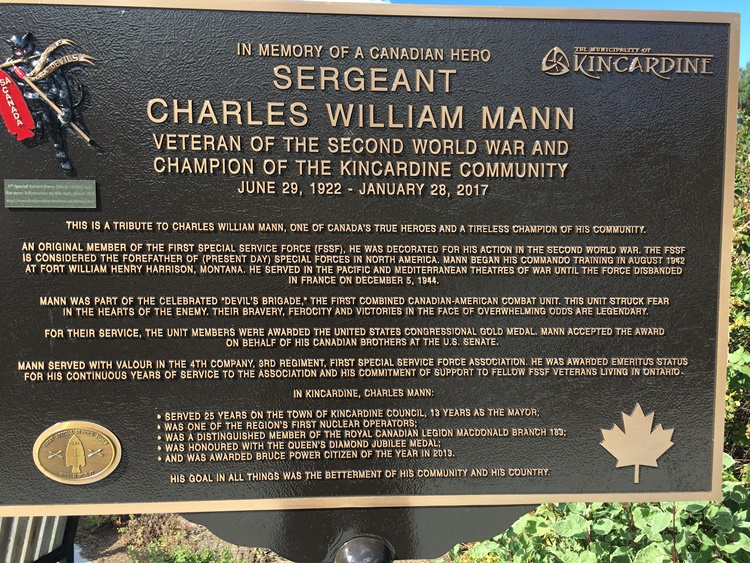 IN MEMORY OF A CANADIAN HERO
SERGEANT
CHARLES WILLIAM MANN
VETERAN OF THE SECOND WORLD WAR AND
CHAMPION OF THE KINCARDINE COMMUNITY
JUNE 29, 1922 - JANUARY 28, 2017
THE MUNICIPALITY OF
KINCARDINE
CANADA
THIS IS A TRIBUTE TO CHARLES WILLIAM MANN, ONE OF CANADA'S TRUE HEROES AND A TIRELESS CHAMPION OF HIS COMMUNITY.
AN ORIGINAL MEMBER OF THE FIRST SPECIAL SERVICE FORCE (FSSF), HE WAS DECORATED FOR HIS ACTION IN THE SECOND WORLD WAR. THE FSSF
IS CONSIDERED THE FOREFATHER OF (PRESENT DAY) SPECIAL FORCES IN NORTH AMERICA. MANN BEGAN HIS COMMANDO TRAINING IN AUGUST 1942
AT FORT WILLIAM HENRY HARRISON, MONTANA. HE SERVED IN THE PACIFIC AND MEDITERRANEAN THEATRES OF WAR UNTIL THE FORCE DISBANDED
IN FRANCE ON DECEMBER 5, 1944.
MANN WAS PART OF THE CELEBRATED "DEVIL'S BRIGADE," THE FIRST COMBINED CANADIAN-AMERICAN COMBAT UNIT. THIS UNIT STRUCK FEAR
IN THE HEARTS OF THE ENEMY. THEIR BRAVERY, FEROCITY AND VICTORIES IN THE FACE OF OVERWHELMING ODDS ARE LEGENDARY.
FOR THEIR SERVICE, THE UNIT MEMBERS WERE AWARDED THE UNITED STATES CONGRESSIONAL GOLD MEDAL. MANN ACCEPTED THE AWARD
ON BEHALF OF HIS CANADIAN BROTHERS AT THE U.S. SENATE.
MANN SERVED WITH VALOUR IN THE 4TH COMPANY, 3RD REGIMENT, FIRST SPECIAL SERVICE FORCE ASSOCIATION. HE WAS AWARDED EMERITUS STATUS
FOR HIS CONTINUOUS YEARS OF SERVICE TO THE ASSOCIATION AND HIS COMMITMENT OF SUPPORT TO FELLOW FSSF VETERANS LIVING IN ONTARIO.
IN KINCARDINE, CHARLES MANN:
• SERVED 25 YEARS ON THE TOWN OF KINCARDINE COUNCIL, 13 YEARS AS THE MAYOR;
• WAS ONE OF THE REGION'S FIRST NUCLEAR OPERATORS;
• WAS A DISTINGUISHED MEMBER OF THE ROYAL CANADIAN LEGION MACDONALD BRANCH 183;
• WAS HONOURED WITH THE QUEEN'S DIAMOND JUBILEE MEDAL;
• AND WAS AWARDED BRUCE POWER CITIZEN OF THE YEAR IN 2013.
HIS GOAL IN ALL THINGS WAS THE BETTERMENT OF HIS COMMUNITY AND HIS COUNTRY.